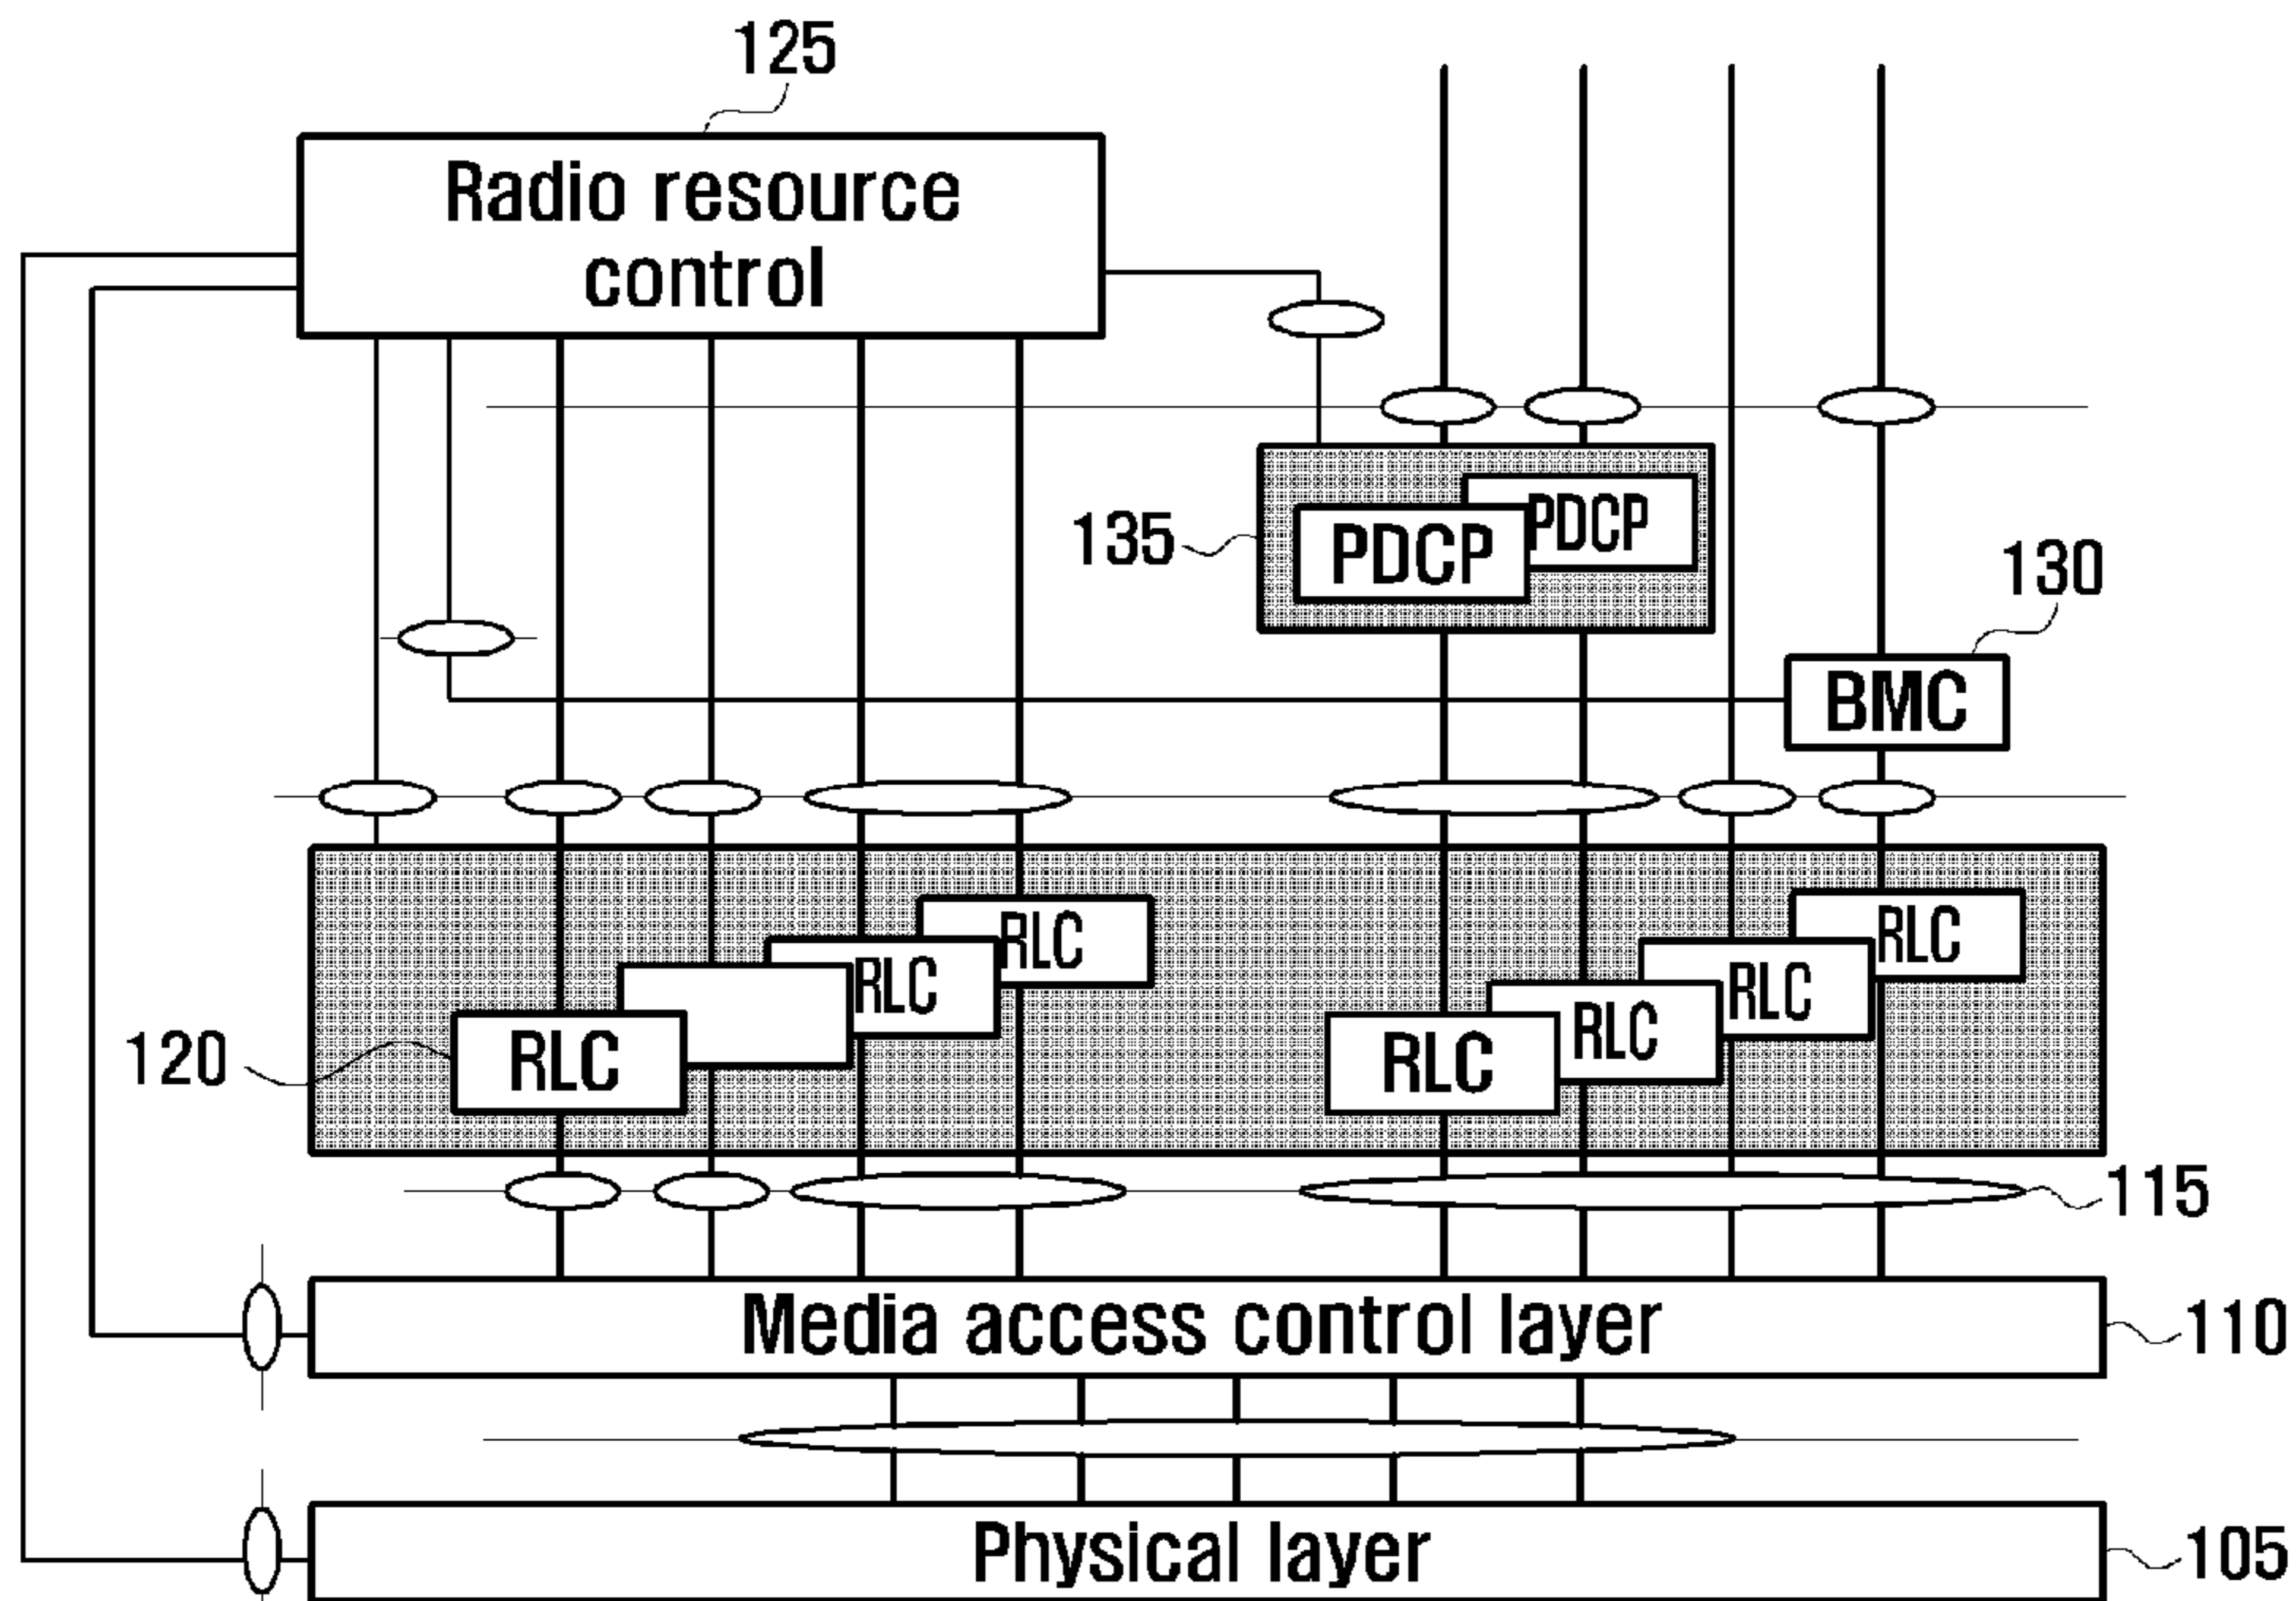 125
Radio resource
control
PDCP
135
PDCP
130
BMC
RLC
RLC
RLC
RLC
RLC
RLC
120
RLC
115
Media access control layer
110
Physical layer
105